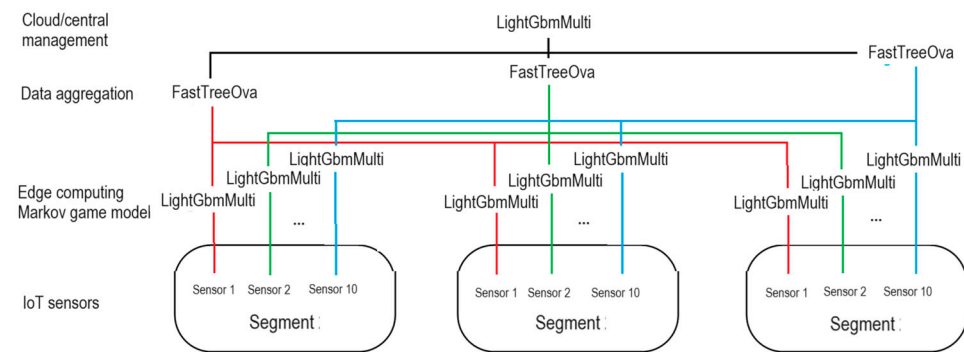 Cloud/central
management
LightGbmMulti
FastTreeOva
FastTreeOva
Data aggregation
FastTreeOva
LightGbmMulti
LightGbmMulti
LightGbmMulti
LightGbmMulti
LightGbmMulti
LightGbmMulti
Edge computing
Markov game model
LightGbmMulti
LightGbmMulti
LightGbmMulti
...
...
...
IoT sensors
Sensor 1
Sensor 2
Sensor 10
Sensor 1
Sensor 2
Sensor 10
Sensor 1
Sensor 2
Sensor 10
Segment
Segment
Segment